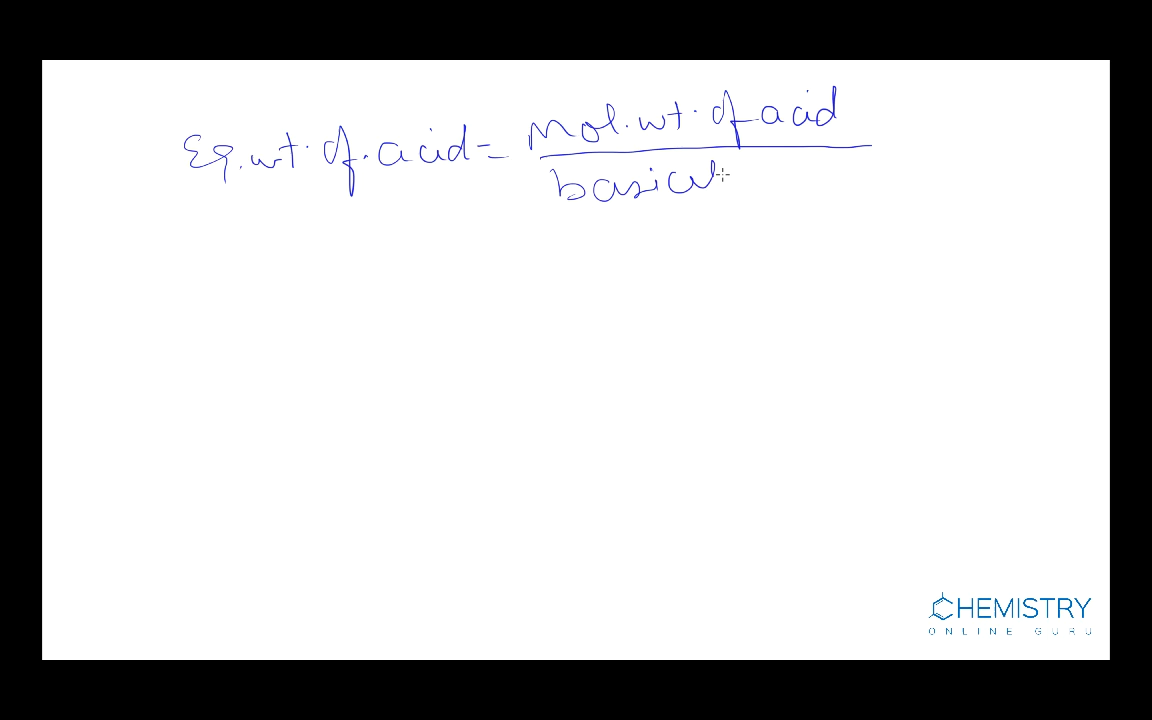 Eq.wt.of.acid = Mol.wt.of acid
basicit
CHEMISTRY
ONLINE GURU